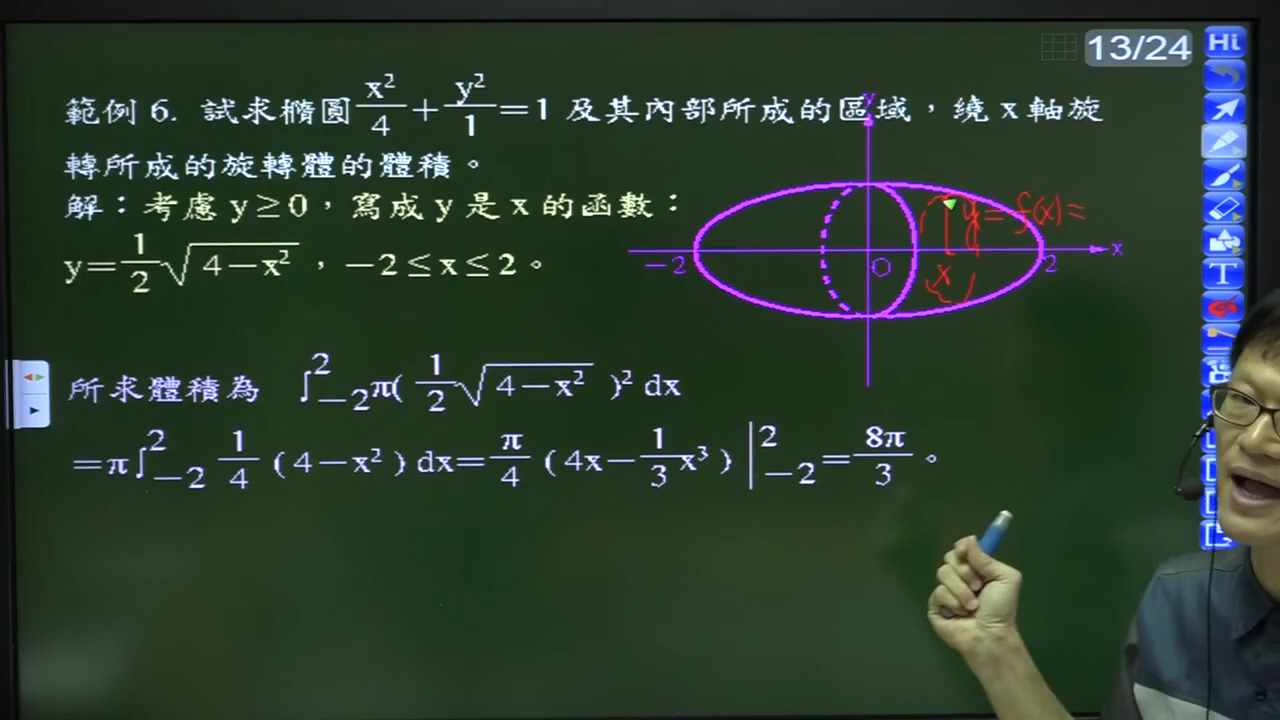 13/24
Hi
範例 6. 試求橢圓 x²/4 + y²/1 = 1 及其內部所成的區域，繞 x 軸旋
轉所成的旋轉體的體積。
解：考慮 y≥0，寫成 y 是 x 的函數：
y=1/2√(4−x²)，−2≤x≤2。
y
y = f(x) =
−2 O x 2 x
所求體積為 ∫₋₂² π(1/2√(4−x²))² dx
=π∫₋₂² 1/4 (4−x²) dx=π/4 (4x−1/3x³)|₋₂²=8π/3。
T